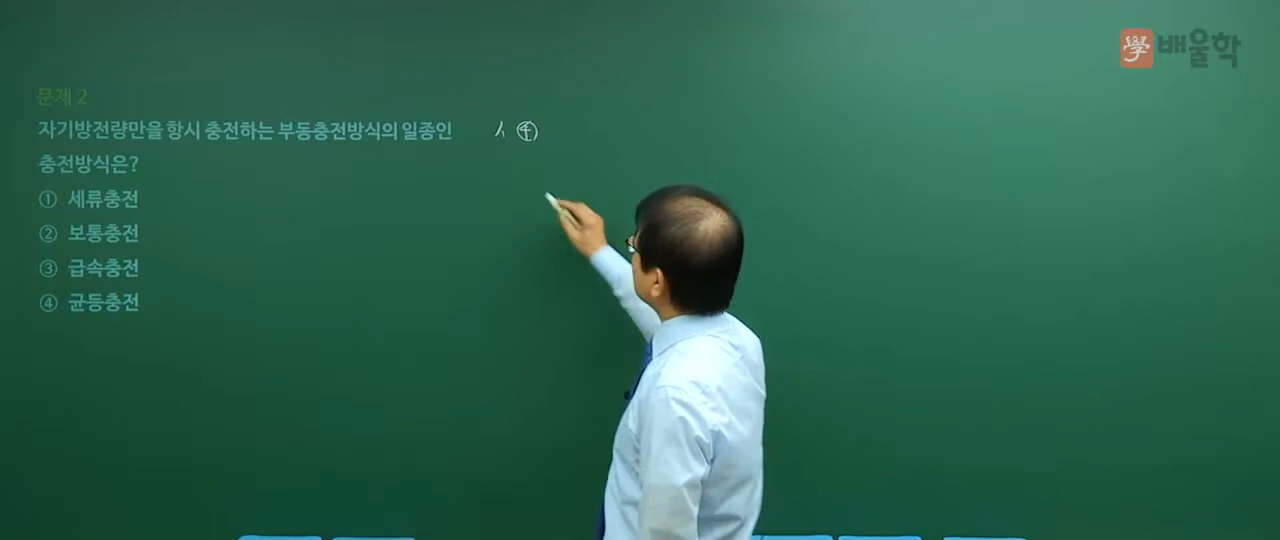 學 배울학
문제 2
자기방전량만을 항시 충전하는 부동충전방식의 일종인
충전방식은?
① 세류충전
② 보통충전
③ 급속충전
④ 균등충전